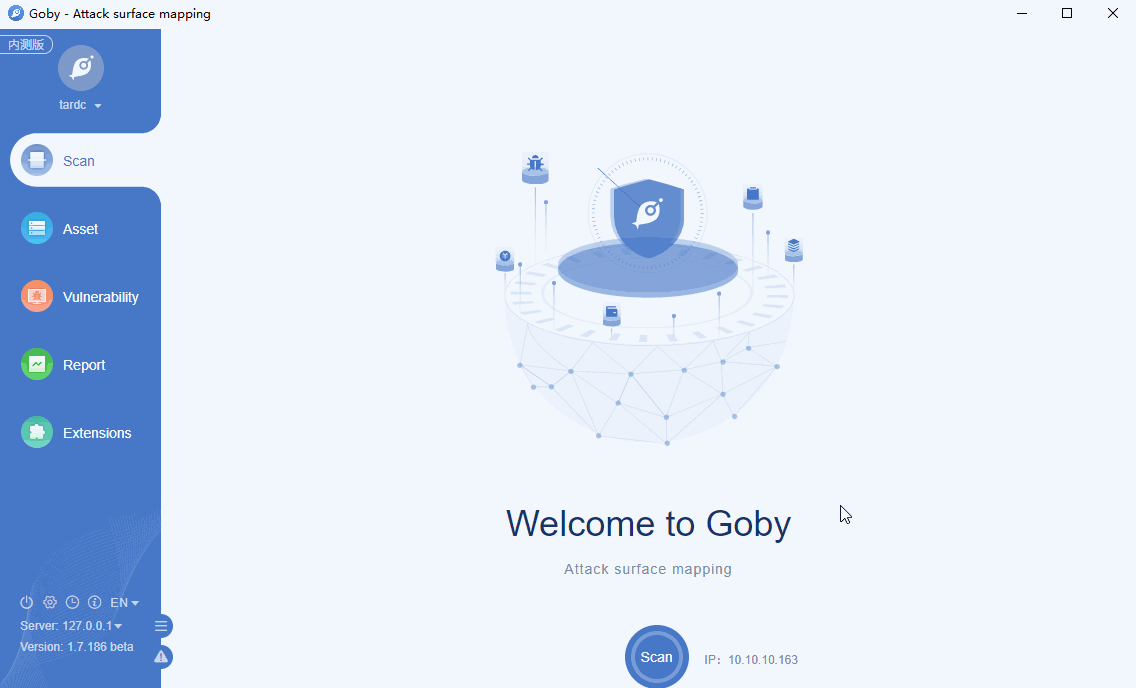 Goby - Attack surface mapping
内测版
tardc
Scan
Asset
Vulnerability
Report
Extensions
EN
Server: 127.0.0.1
Version: 1.7.186 beta
Welcome to Goby
Attack surface mapping
Scan
IP： 10.10.10.163